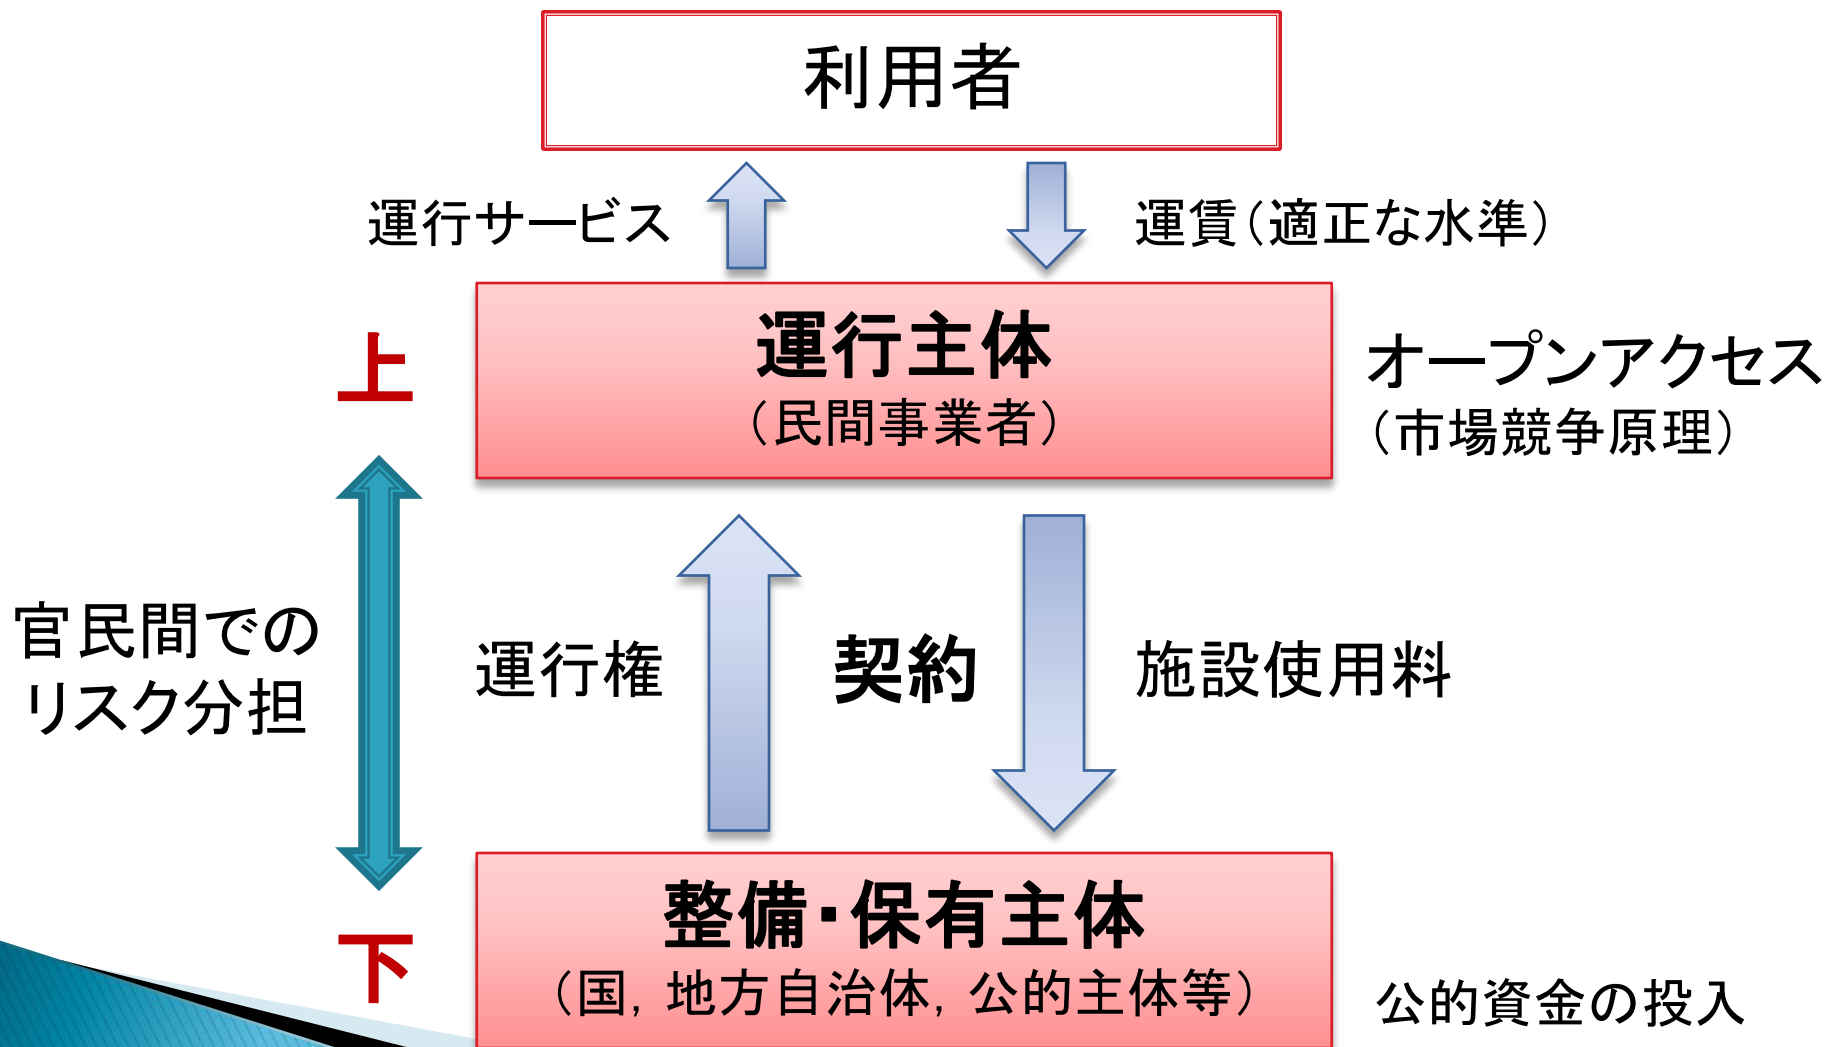 利用者
運行サービス
運賃（適正な水準）
上
運行主体
（民間事業者）
オープンアクセス
（市場競争原理）
官民間での
リスク分担
運行権
契約
施設使用料
下
整備・保有主体
（国，地方自治体，公的主体等）
公的資金の投入